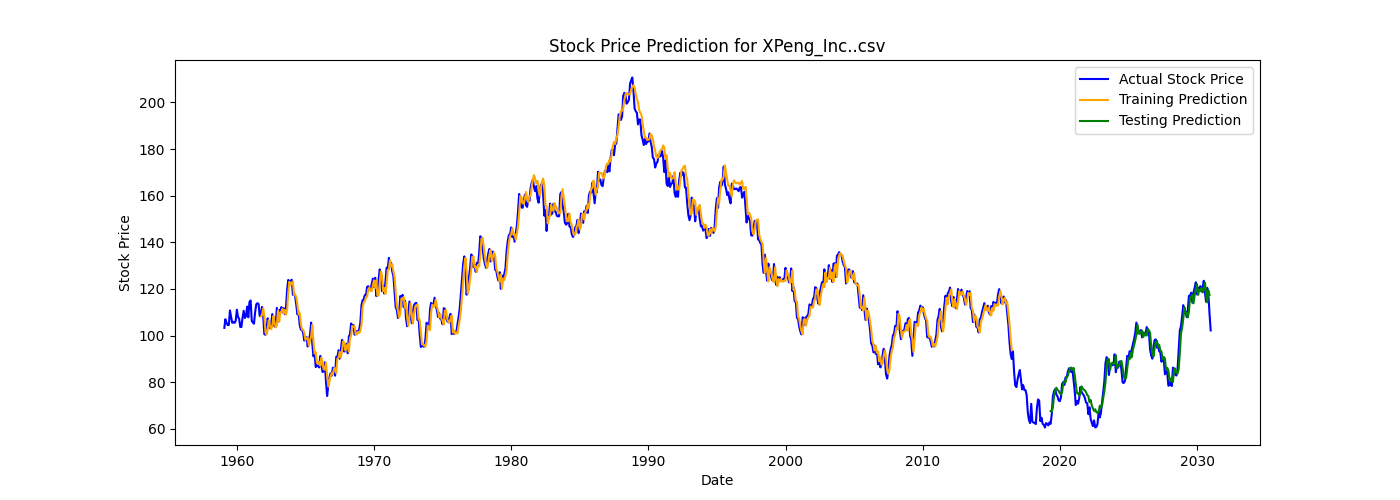 Stock Price Prediction for XPeng_Inc..csv
Stock Price
200
180
160
140
120
100
80
60
Actual Stock Price
Training Prediction
Testing Prediction
1960 1970 1980 1990 2000 2010 2020 2030
Date